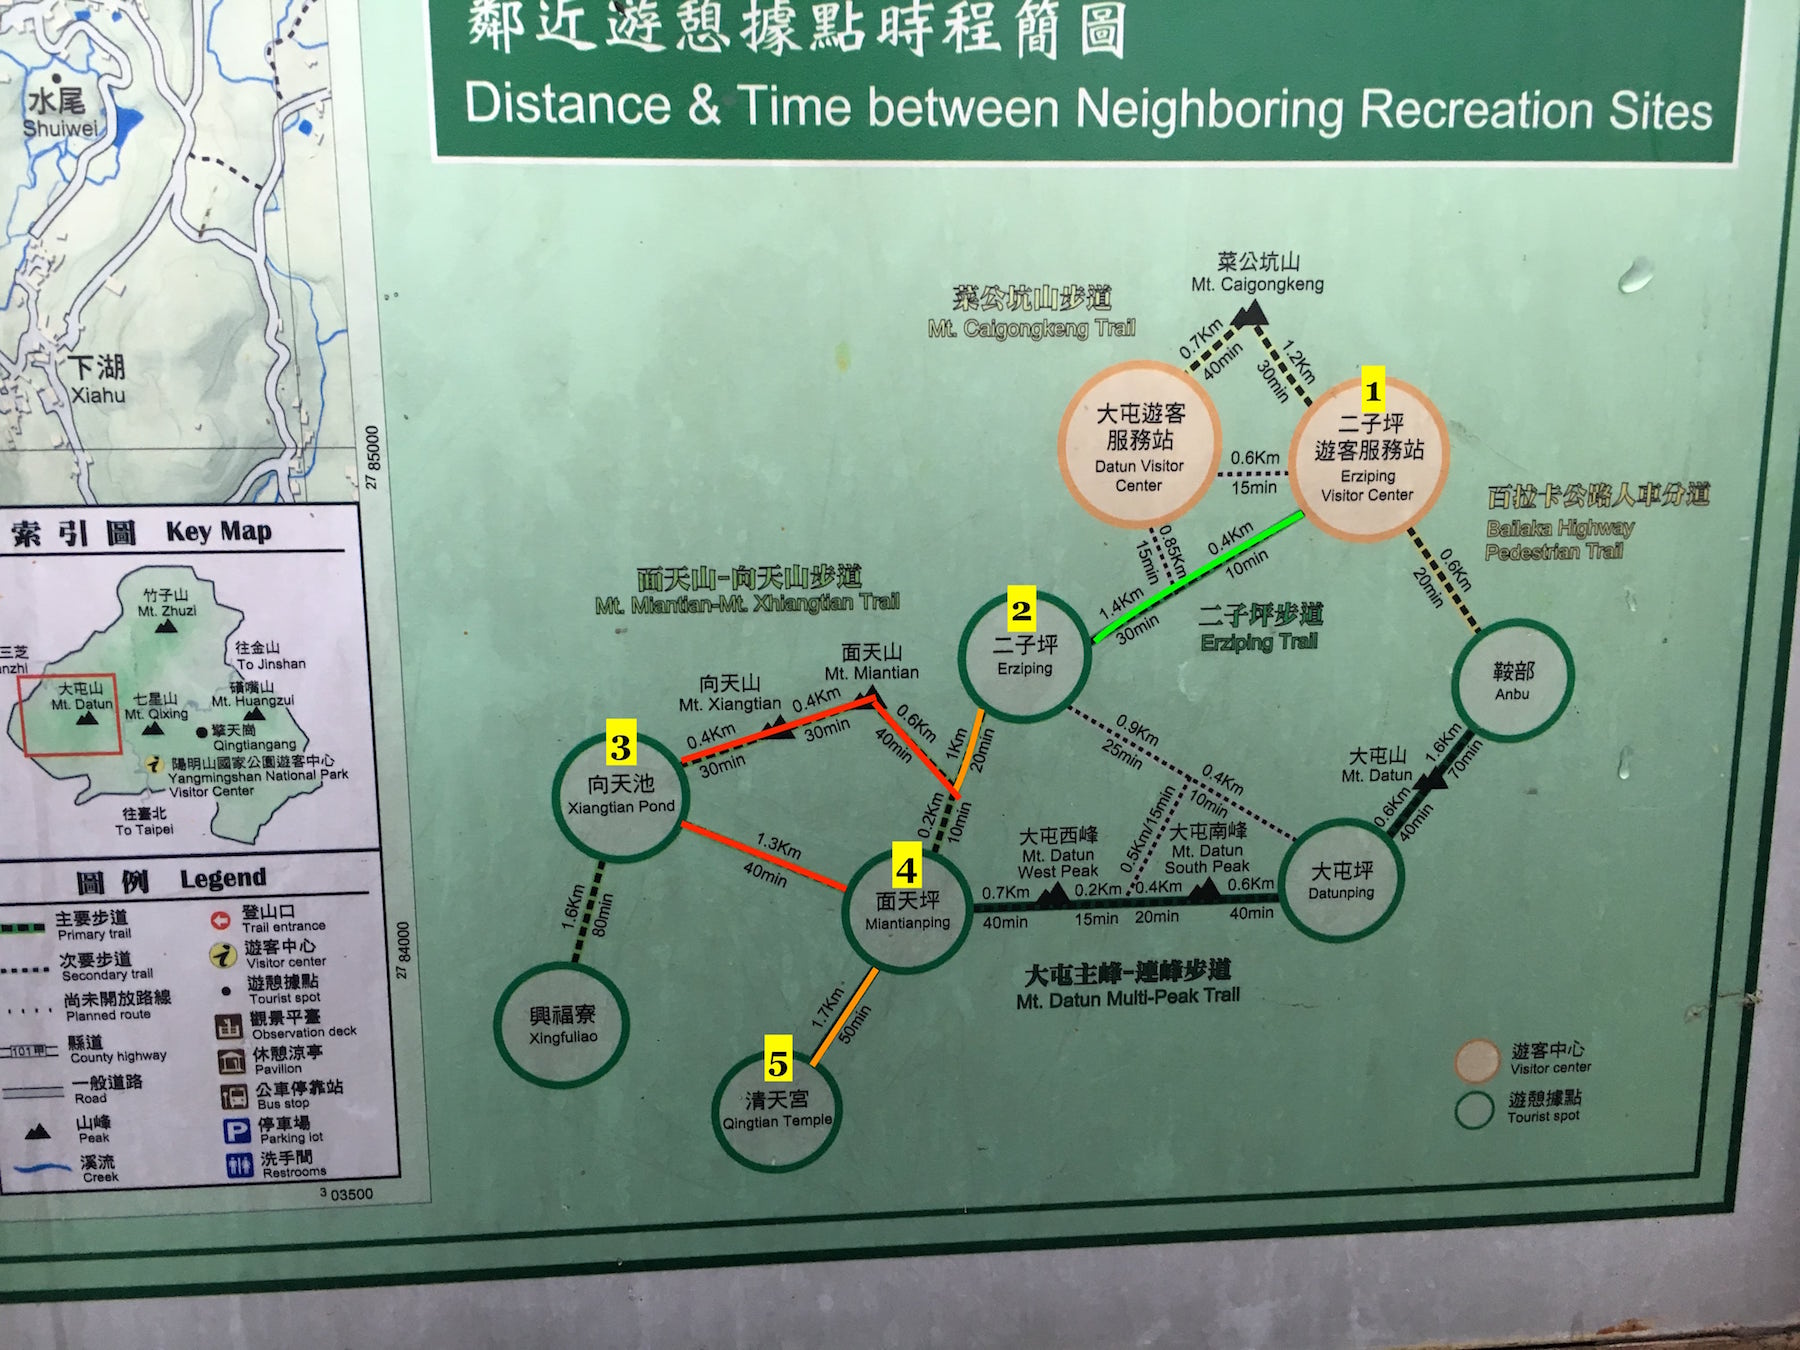 鄰近遊憩據點時程簡圖
Distance & Time between Neighboring Recreation Sites
水尾
Shuiwei
下湖
Xiahu
27 85000
27 84000
3 03500
索引圖 Key Map
竹子山
Mt. Zhuzi
三芝
anzhi
往金山
To Jinshan
大屯山
Mt. Datun
七星山
Mt. Qixing
磺嘴山
Mt. Huangzui
擎天崗
Qingtiangang
陽明山國家公園遊客中心
Yangmingshan National Park
Visitor Center
往臺北
To Taipei
圖例 Legend
主要步道
Primary trail
次要步道
Secondary trail
尚未開放路線
Planned route
101甲
縣道
County highway
一般道路
Road
山峰
Peak
溪流
Creek
登山口
Trail entrance
遊客中心
Visitor center
遊憩據點
Tourist spot
觀景平臺
Observation deck
休憩涼亭
Pavilion
公車停靠站
Bus stop
P
停車場
Parking lot
洗手間
Restrooms
菜公坑山
Mt. Caigongkeng
菜公坑山步道
Mt. Caigongkeng Trail
0.7Km
40min
1.2Km
30min
大屯遊客
服務站
Datun Visitor
Center
0.6Km
15min
1
二子坪
遊客服務站
Erziping
Visitor Center
百拉卡公路人車分道
Bailaka Highway
Pedestrian Trail
0.6Km
20min
0.85Km
15min
0.4Km
10min
1.4Km
30min
二子坪步道
Erziping Trail
2
二子坪
Erziping
鞍部
Anbu
面天山-向天山步道
Mt. Miantian-Mt. Xhiangtian Trail
面天山
Mt. Miantian
向天山
Mt. Xiangtian
0.4Km
30min
0.4Km
30min
0.6Km
40min
1Km
20min
0.9Km
25min
0.4Km
10min
大屯山
Mt. Datun
1.6Km
70min
0.6Km
40min
3
向天池
Xiangtian Pond
0.2Km
10min
1.3Km
40min
0.5Km/15min
大屯西峰
Mt. Datun
West Peak
大屯南峰
Mt. Datun
South Peak
大屯坪
Datunping
4
面天坪
Miantianping
0.7Km
40min
0.2Km
15min
0.4Km
20min
0.6Km
40min
1.6Km
80min
大屯主峰-連峰步道
Mt. Datun Multi-Peak Trail
興福寮
Xingfuliao
1.7Km
50min
5
清天宮
Qingtian Temple
遊客中心
Visitor center
遊憩據點
Tourist spot